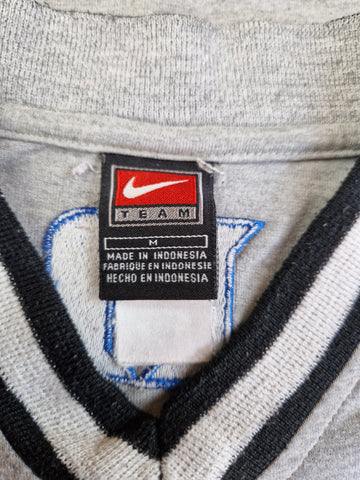 TEAM
M
MADE IN INDONESIA
FABRIQUE EN INDONESIE
HECHO EN INDONESIA